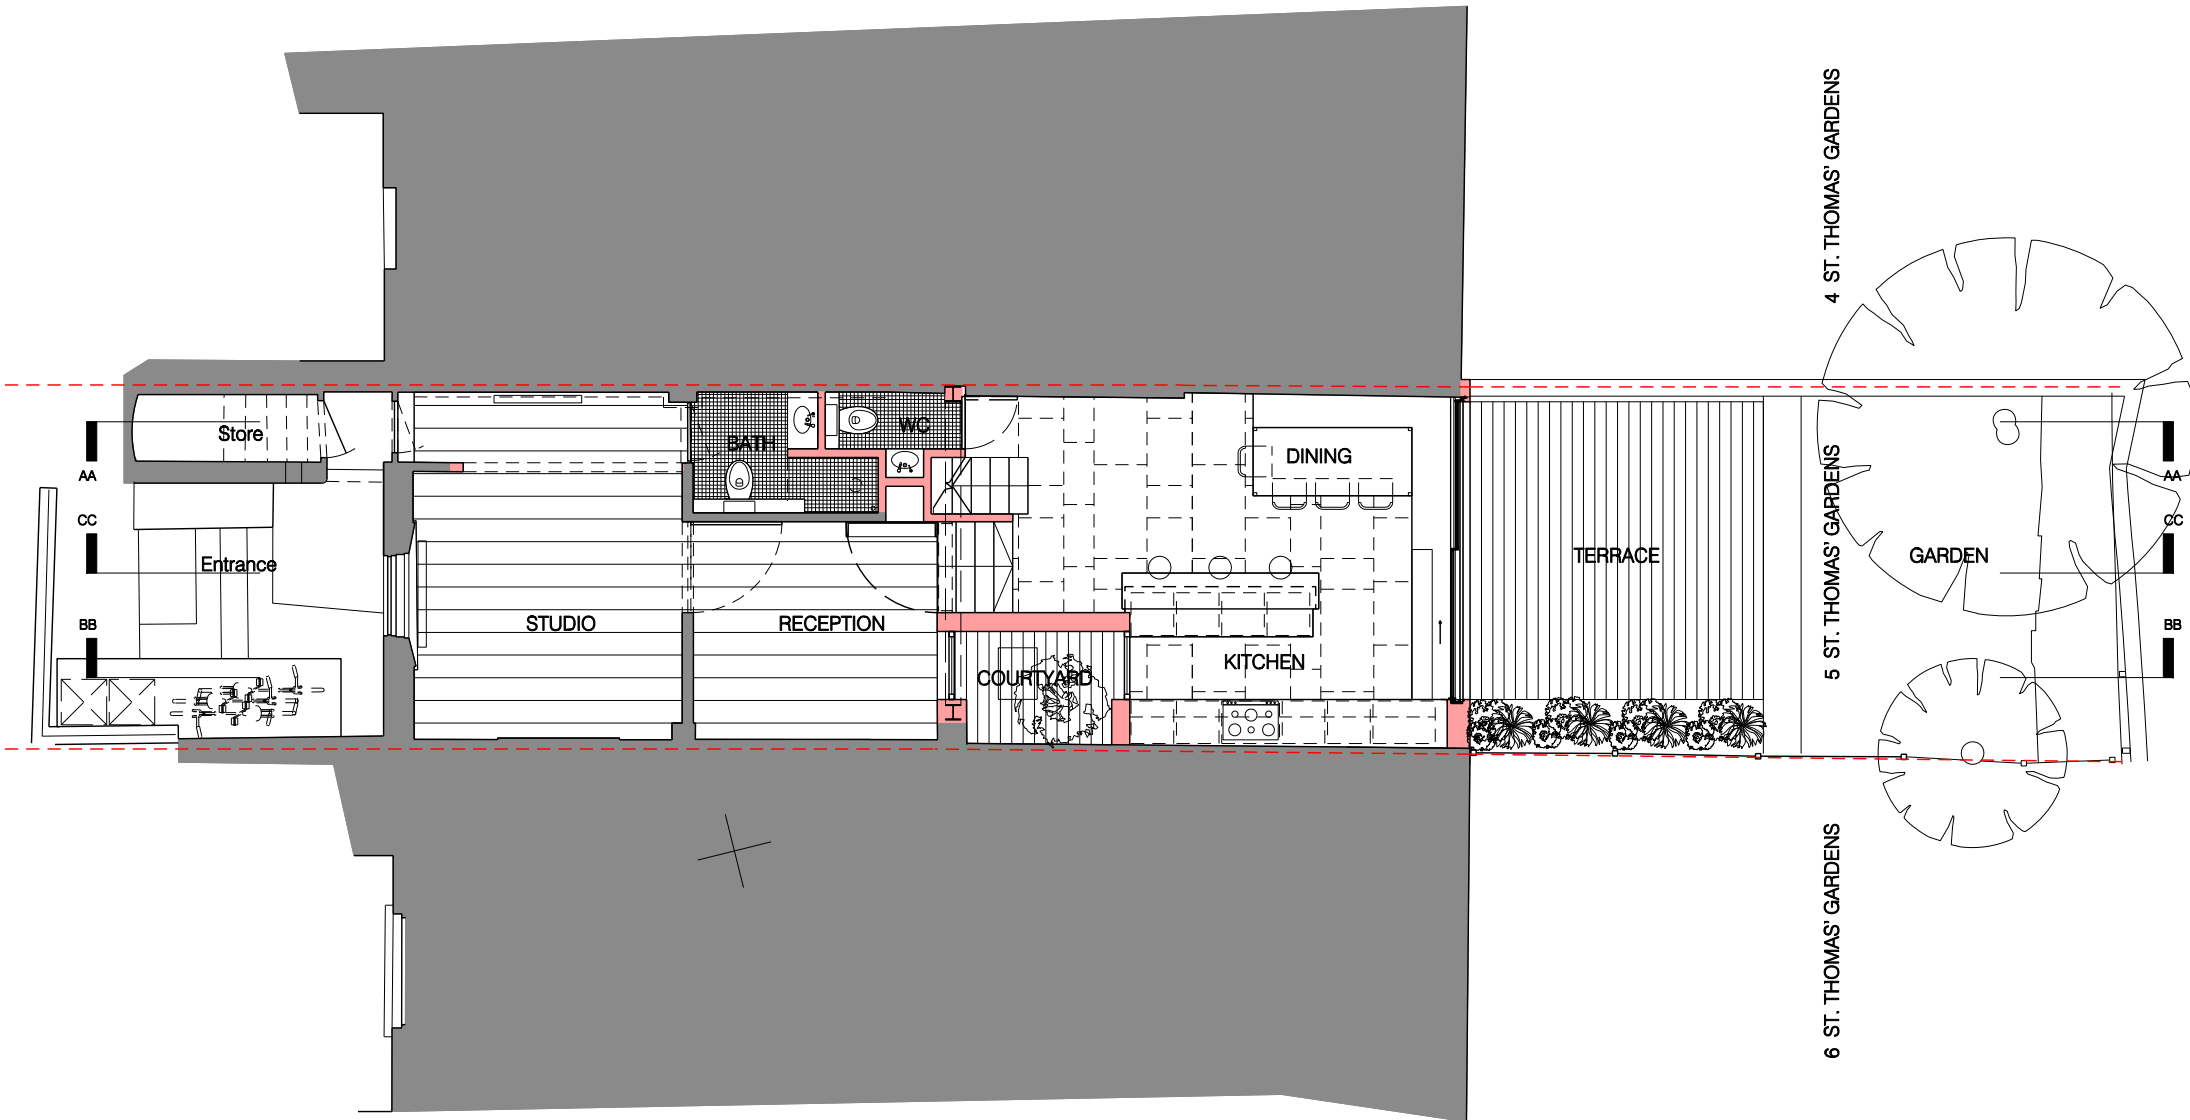 4 ST. THOMAS' GARDENS
Store
BATH
WC
DINING
AA
AA
CC
CC
Entrance
TERRACE
5 ST. THOMAS' GARDENS
GARDEN
BB
BB
STUDIO
RECEPTION
COURTYARD
KITCHEN
6 ST. THOMAS' GARDENS